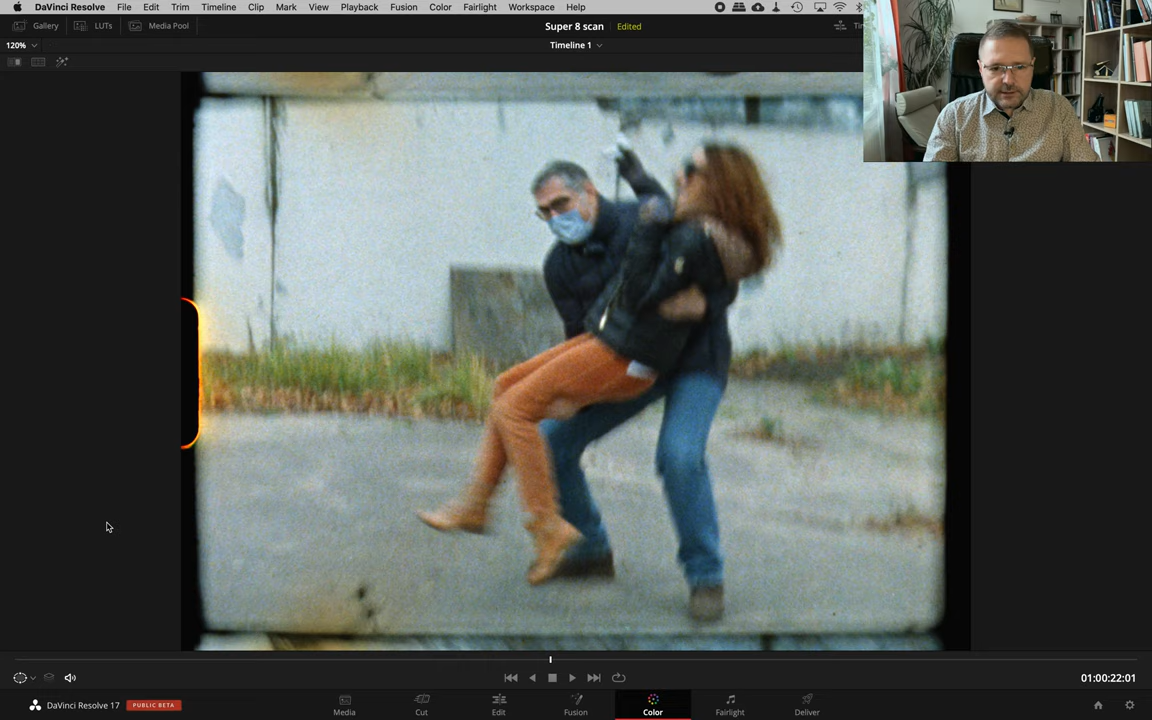 DaVinci Resolve File Edit Trim Timeline Clip Mark View Playback Fusion Color Fairlight Workspace Help
Gallery LUTs Media Pool Super 8 scan Edited
120% Timeline 1
01:00:22:01
DaVinci Resolve 17 PUBLIC BETA Media Cut Edit Fusion Color Fairlight Deliver